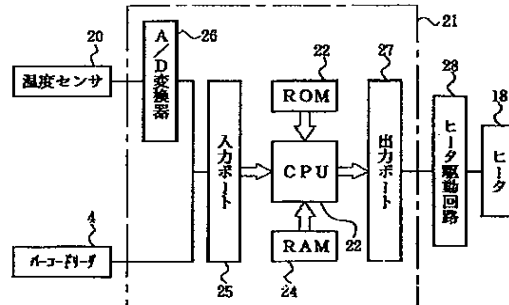 21
20
26
A/D変換器
温度センサ
22
ROM
27
28
18
入力ポート
CPU
出力ポート
ヒータ駆動回路
ヒータ
4
バーコードリーダ
RAM
22
25
24